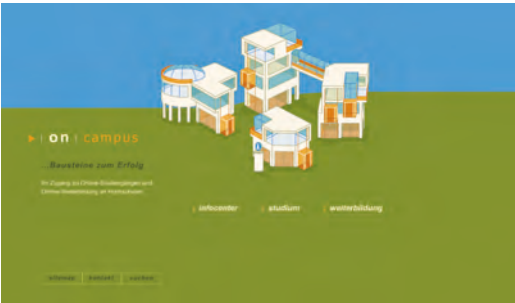 on campus
...Bausteine zum Erfolg
Ihr Zugang zu Online-Studiengängen und
Online-Weiterbildung an Hochschulen
infocenter
studium
weiterbildung
sitemap
kontakt
suchen